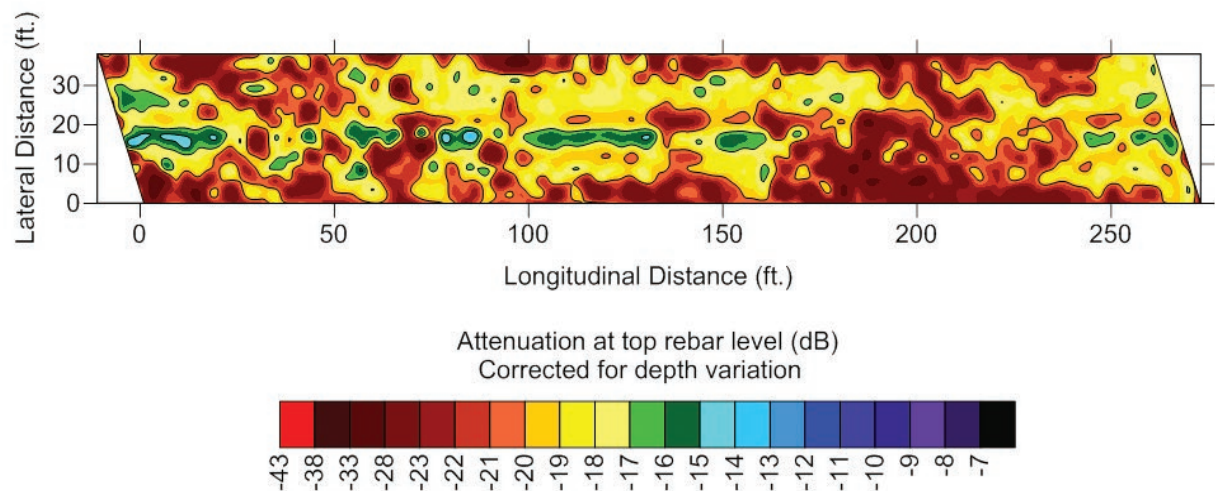 Lateral Distance (ft.)
30
20
10
0
0 50 100 150 200 250
Longitudinal Distance (ft.)
Attenuation at top rebar level (dB)
Corrected for depth variation
-43 -38 -33 -28 -23 -22 -21 -20 -19 -18 -17 -16 -15 -14 -13 -12 -11 -10 -9 -8 -7